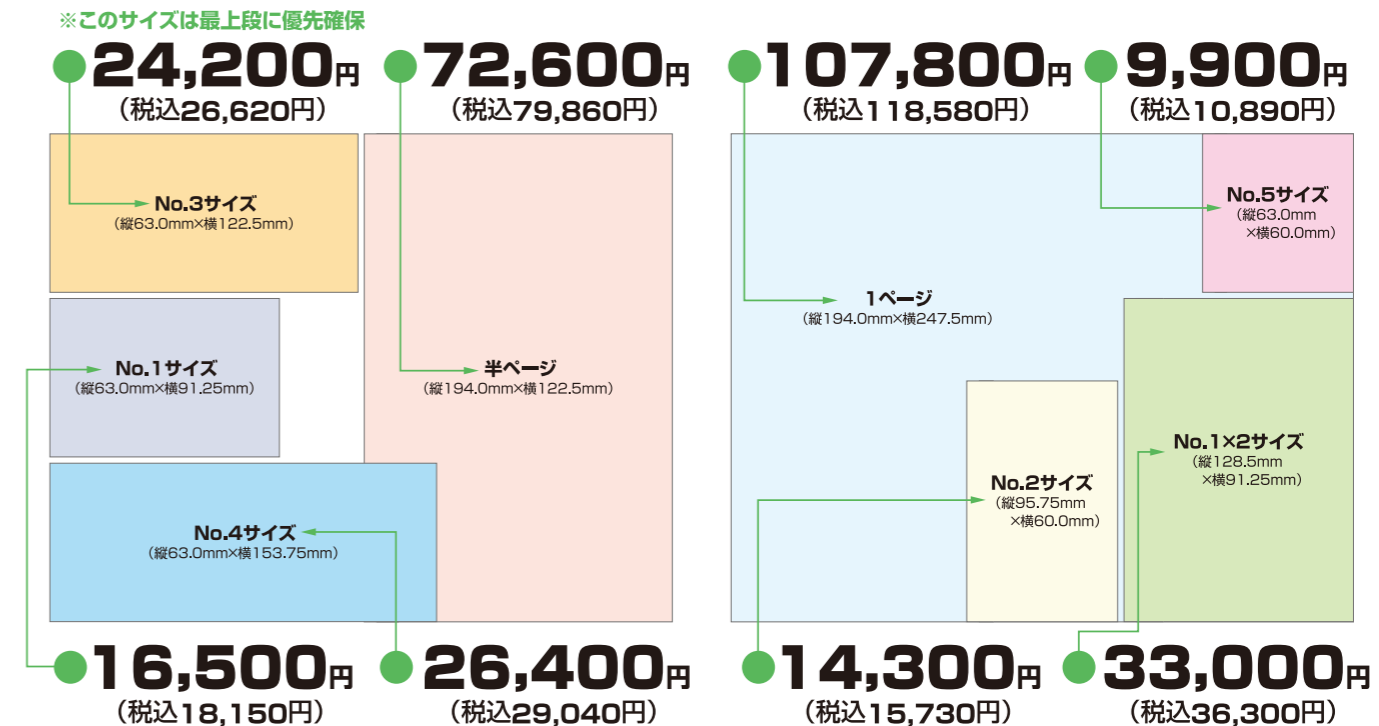 ※このサイズは最上段に優先確保
24,200円
（税込26,620円）
72,600円
（税込79,860円）
107,800円
（税込118,580円）
9,900円
（税込10,890円）
No.3サイズ
（縦63.0mm×横122.5mm）
No.1サイズ
（縦63.0mm×横91.25mm）
半ページ
（縦194.0mm×横122.5mm）
No.4サイズ
（縦63.0mm×横153.75mm）
No.5サイズ
（縦63.0mm
×横60.0mm）
1ページ
（縦194.0mm×横247.5mm）
No.1×2サイズ
（縦128.5mm
×横91.25mm）
No.2サイズ
（縦95.75mm
×横60.0mm）
16,500円
（税込18,150円）
26,400円
（税込29,040円）
14,300円
（税込15,730円）
33,000円
（税込36,300円）